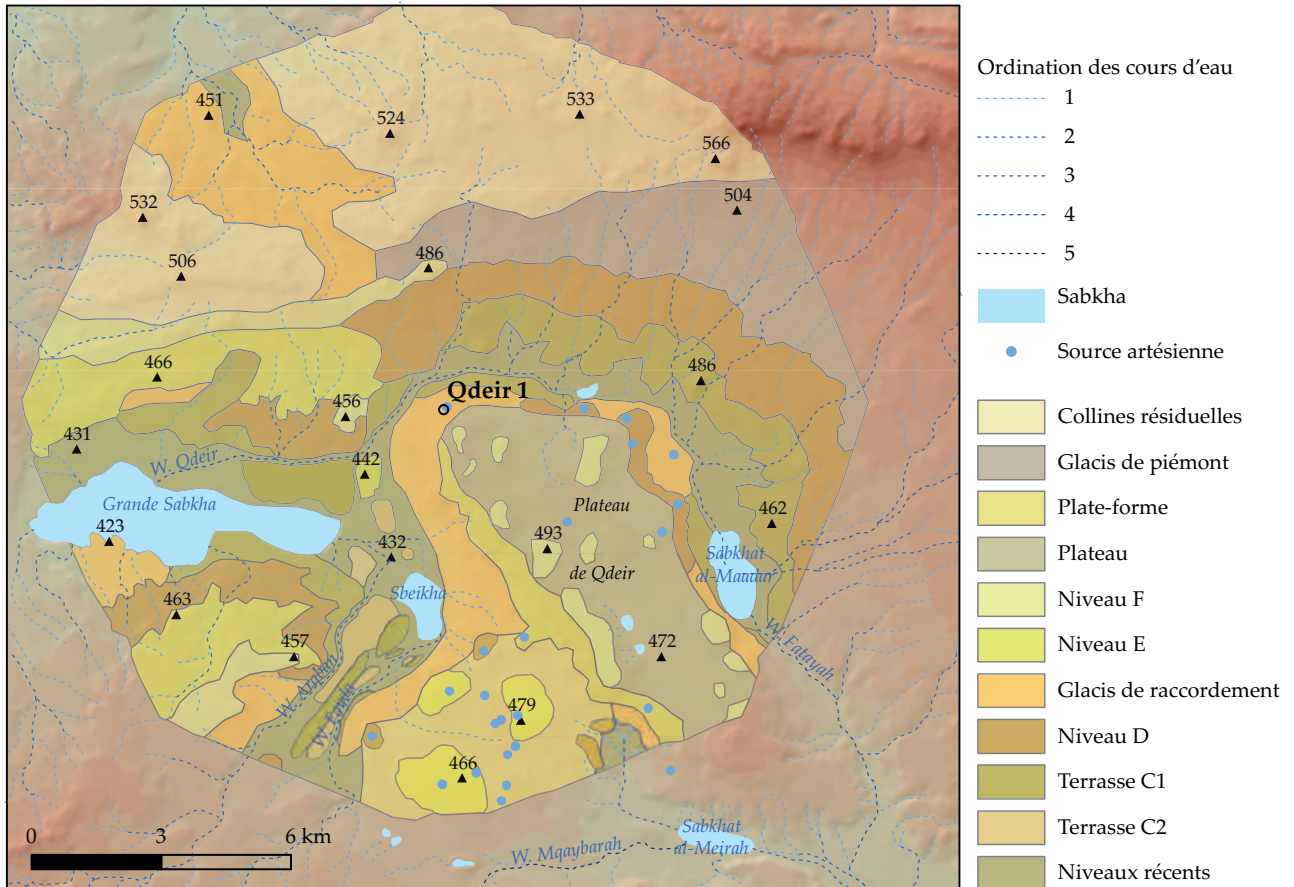 451
524
533
566
532
504
506
486
466
486
Qdeir 1
456
431
442
W. Qdeir
Grande Sabkha
Plateau
462
423
432
493
Sabkhat
al-Mandar
de Qdeir
Sbeikha
463
457
472
W. Fatayah
W. Arqban
479
466
0 3 6 km
Sabkhat
al-Meirah
W. Mqaybarah
Ordination des cours d'eau
1
2
3
4
5
Sabkha
Source artésienne
Collines résiduelles
Glacis de piémont
Plate-forme
Plateau
Niveau F
Niveau E
Glacis de raccordement
Niveau D
Terrasse C1
Terrasse C2
Niveaux récents